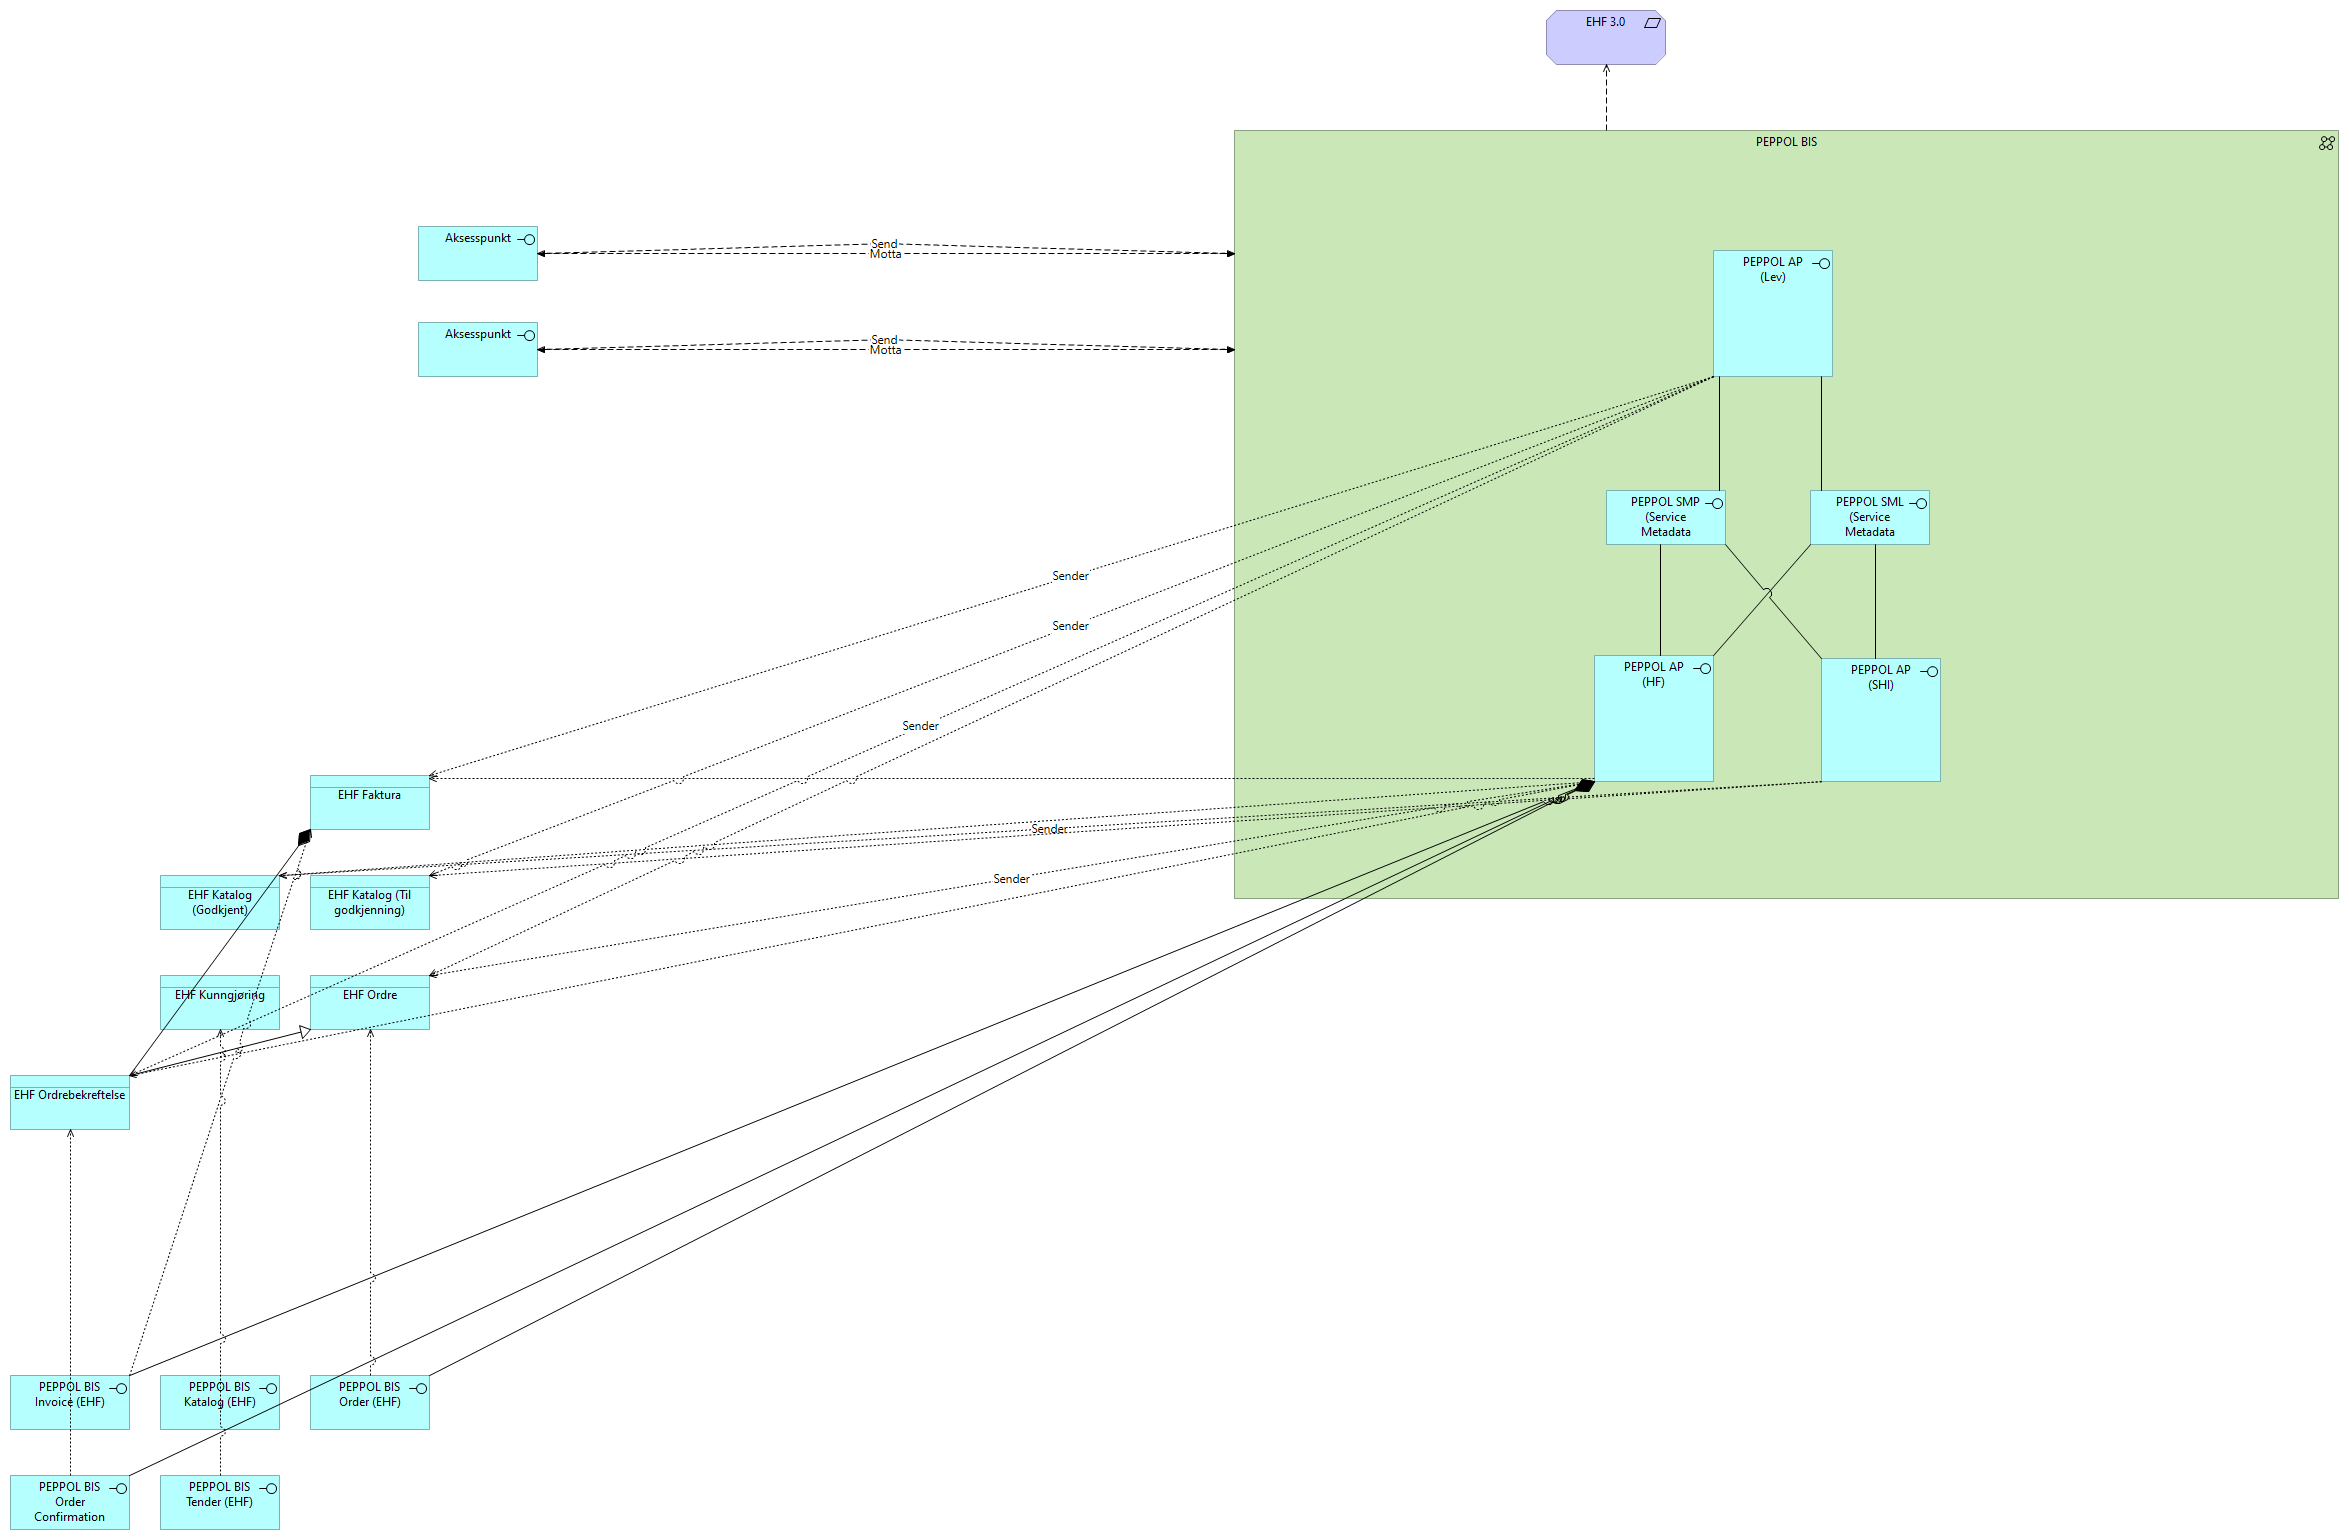 EHF 3.0
PEPPOL BIS
Aksesspunkt
Send
Motta
PEPPOL AP
(Lev)
Aksesspunkt
Send
Motta
PEPPOL SMP
(Service
Metadata
PEPPOL SML
(Service
Metadata
Sender
Sender
PEPPOL AP
(HF)
PEPPOL AP
(SHI)
Sender
EHF Faktura
Sender
Sender
EHF Katalog
(Godkjent)
EHF Katalog (Til
godkjenning)
EHF Kunngjøring
EHF Ordre
EHF Ordrebekreftelse
PEPPOL BIS
Invoice (EHF)
PEPPOL BIS
Katalog (EHF)
PEPPOL BIS
Order (EHF)
PEPPOL BIS
Order
Confirmation
PEPPOL BIS
Tender (EHF)